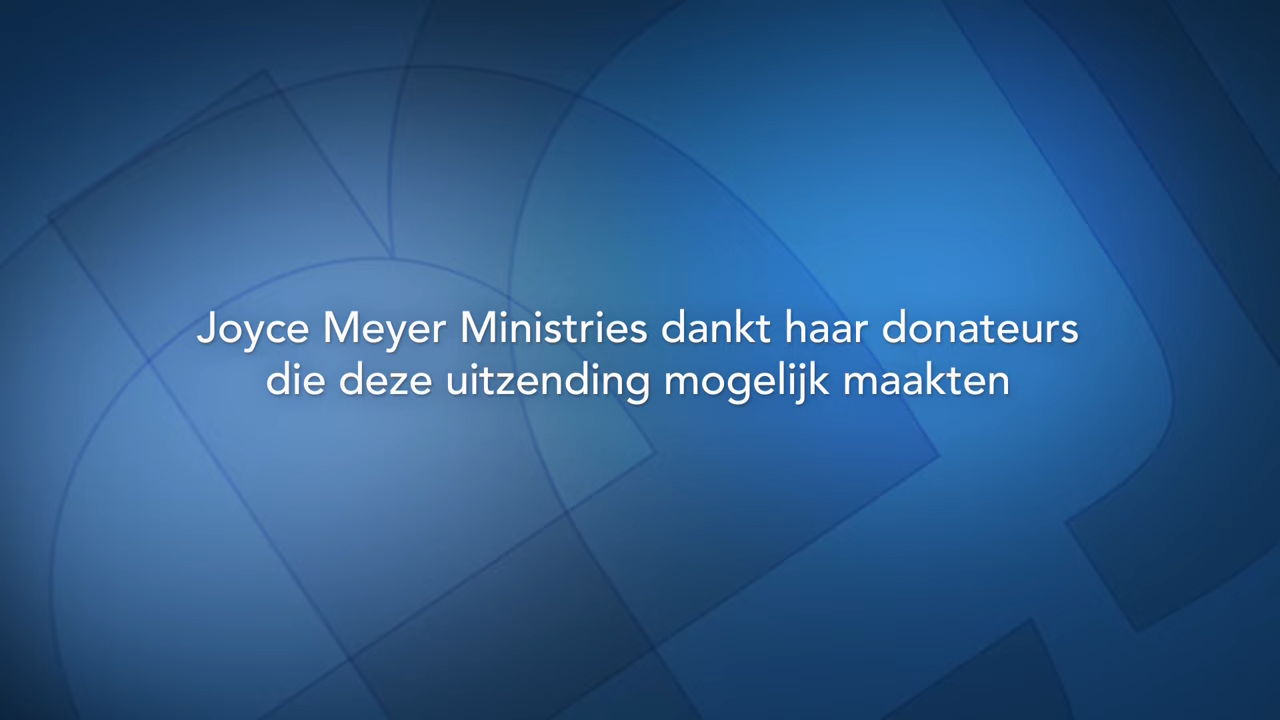 Joyce Meyer Ministries dankt haar donateurs
die deze uitzending mogelijk maakten